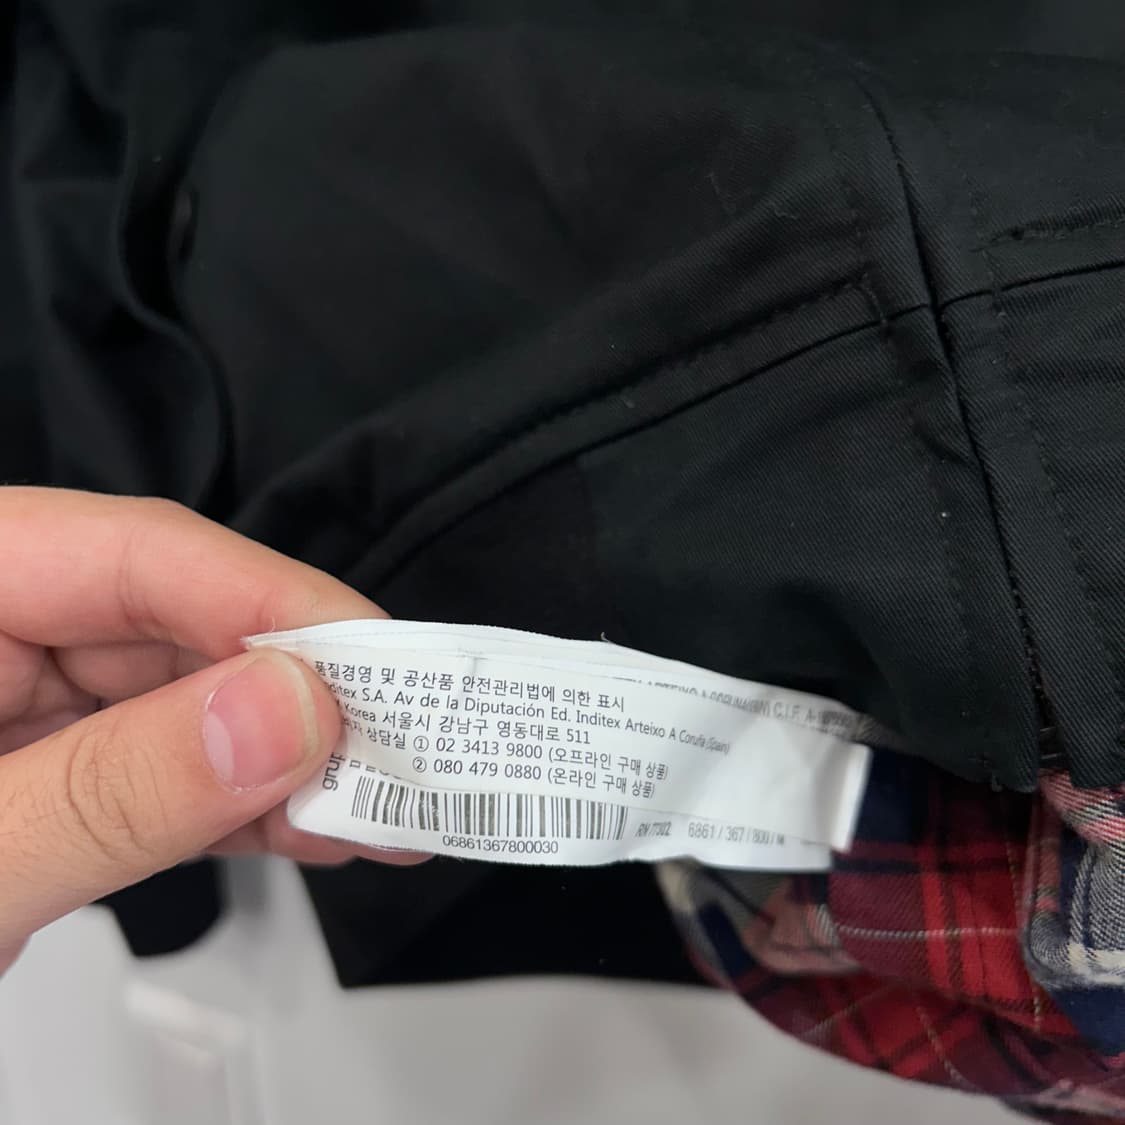 품질경영 및 공산품 안전관리법에 의한 표시
S.A. Av de la Diputación Ed. Inditex Arteixo A Coruña (Spain)
Korea 서울시 강남구 영동대로 511
상담실 ① 02 3413 9800 (오프라인 구매 상품)
② 080 479 0880 (온라인 구매 상품)
C.I.F.
RN 77302 6861 / 367 / 800 / M
06861367800030